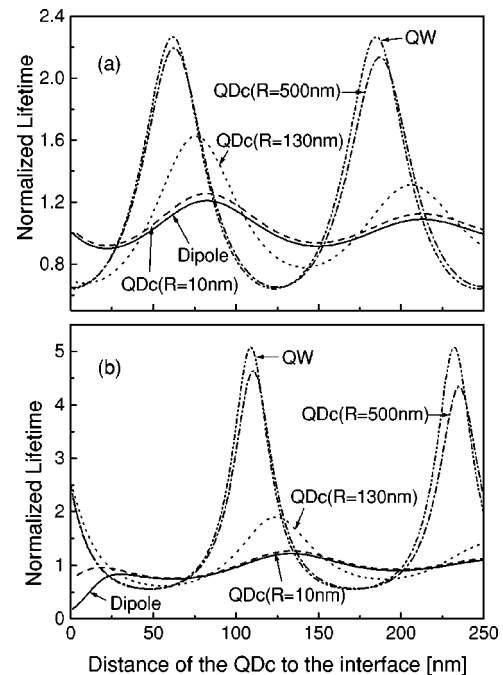 2.4
2.0
1.6
1.2
0.8
Normalized Lifetime
(a)
QW
QDc(R=500nm)
QDc(R=130nm)
Dipole
QDc(R=10nm)
5
4
3
2
1
0
Normalized Lifetime
(b)
QW
QDc(R=500nm)
QDc(R=130nm)
QDc(R=10nm)
Dipole
0 50 100 150 200 250
Distance of the QDc to the interface [nm]